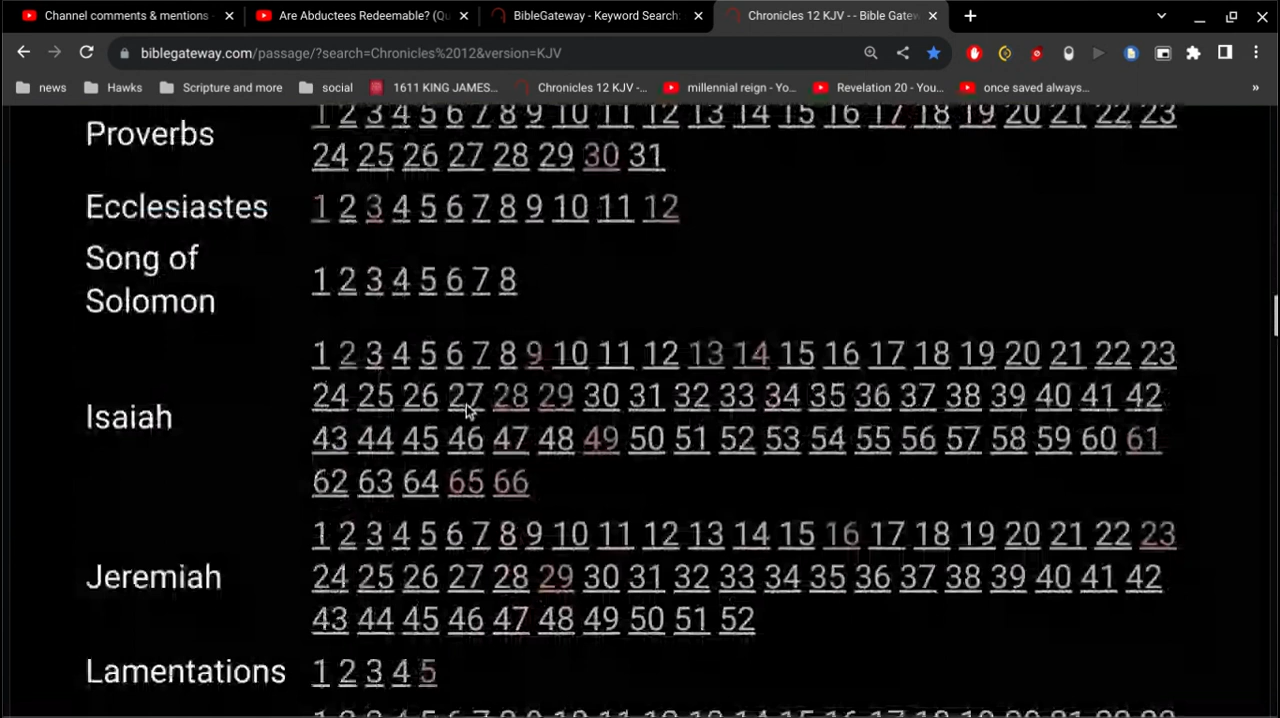 Channel comments & mentions
Are Abductees Redeemable? (Qu
BibleGateway - Keyword Search:
Chronicles 12 KJV - - Bible Gatew
biblegateway.com/passage/?search=Chronicles%2012&version=KJV
news
Hawks
Scripture and more
social
1611 KING JAMES...
Chronicles 12 KJV -...
millennial reign - Yo...
Revelation 20 - You...
once saved always...
»
Proverbs
1 2 3 4 5 6 7 8 9 10 11 12 13 14 15 16 17 18 19 20 21 22 23
24 25 26 27 28 29 30 31
Ecclesiastes
1 2 3 4 5 6 7 8 9 10 11 12
Song of
Solomon
1 2 3 4 5 6 7 8
Isaiah
1 2 3 4 5 6 7 8 9 10 11 12 13 14 15 16 17 18 19 20 21 22 23
24 25 26 27 28 29 30 31 32 33 34 35 36 37 38 39 40 41 42
43 44 45 46 47 48 49 50 51 52 53 54 55 56 57 58 59 60 61
62 63 64 65 66
Jeremiah
1 2 3 4 5 6 7 8 9 10 11 12 13 14 15 16 17 18 19 20 21 22 23
24 25 26 27 28 29 30 31 32 33 34 35 36 37 38 39 40 41 42
43 44 45 46 47 48 49 50 51 52
Lamentations
1 2 3 4 5